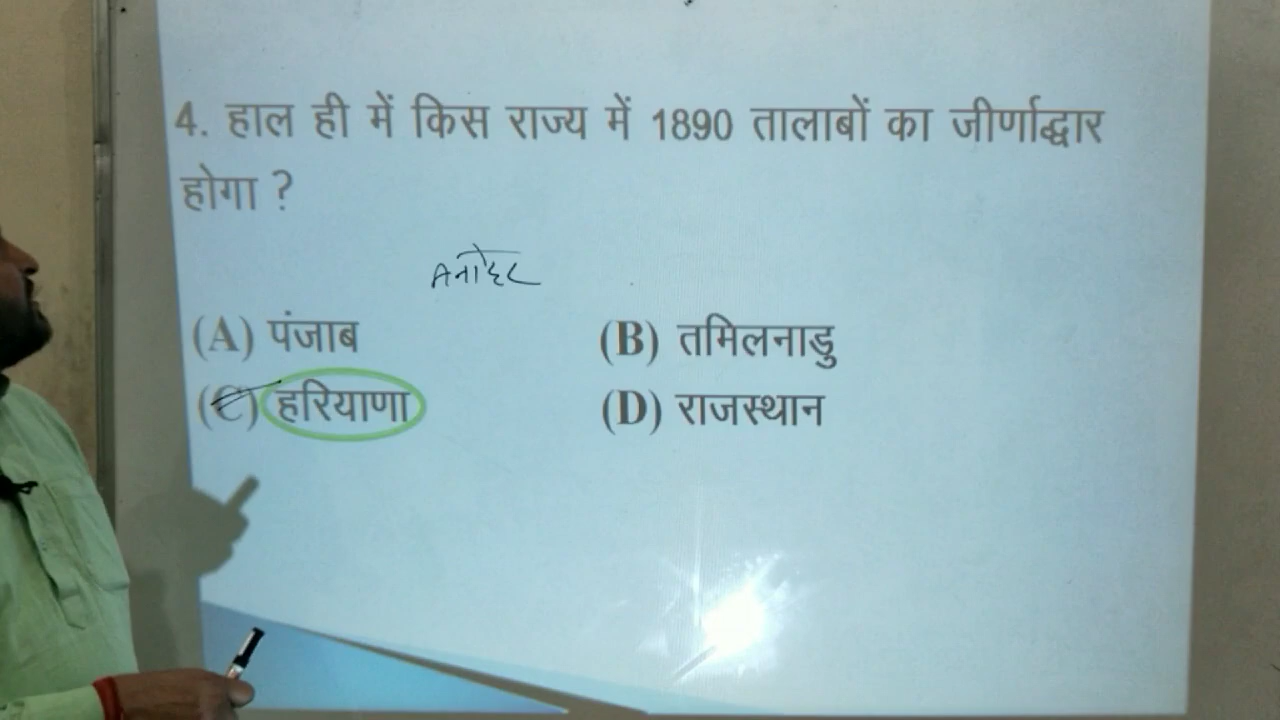 4. हाल ही में किस राज्य में 1890 तालाबों का जीर्णोद्धार
होगा ?
(A) पंजाब (B) तमिलनाडु
(C) हरियाणा (D) राजस्थान